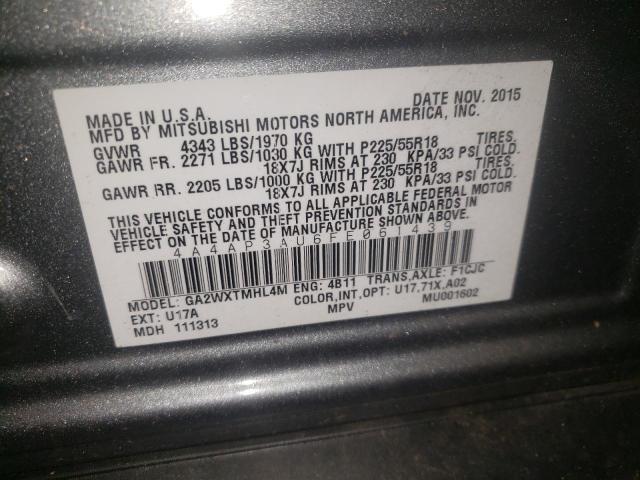 MADE IN U.S.A. DATE NOV. 2015
MFD BY MITSUBISHI MOTORS NORTH AMERICA, INC.
GVWR 4343 LBS/1970 KG
GAWR FR. 2271 LBS/1030 KG WITH P225/55R18 TIRES.
18X7J RIMS AT 230 KPA/33 PSI COLD.
GAWR RR. 2205 LBS/1000 KG WITH P225/55R18 TIRES.
18X7J RIMS AT 230 KPA/33 PSI COLD.
THIS VEHICLE CONFORMS TO ALL APPLICABLE FEDERAL MOTOR
VEHICLE SAFETY AND THEFT PREVENTION STANDARDS IN
EFFECT ON THE DATE OF MANUFACTURE SHOWN ABOVE.
4A4AP3AU6FE061439
MODEL: GA2WXTMHL4M ENG: 4B11 TRANS,AXLE: F1CJC
EXT: U17A COLOR,INT,OPT: U17.71X,A02
MDH 111313 MPV MU001602